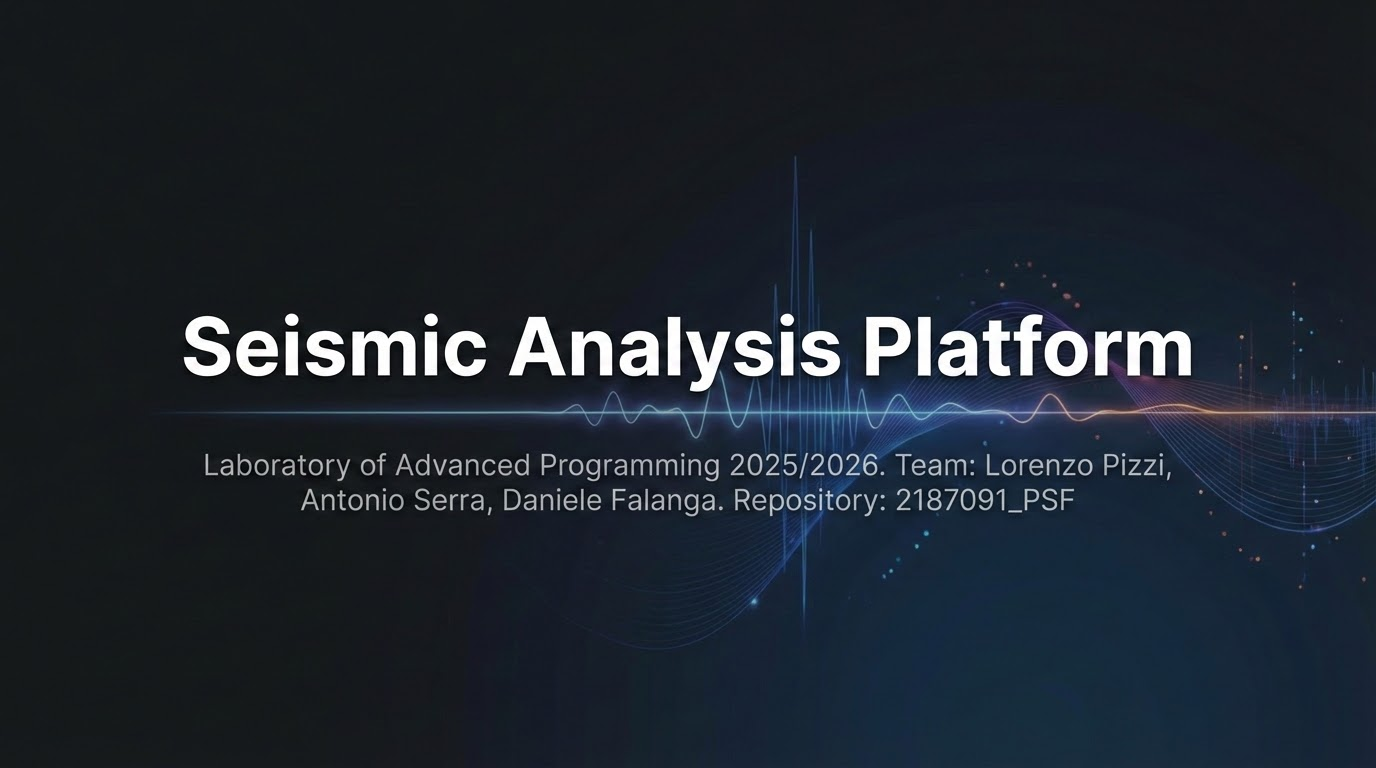 Seismic Analysis Platform
Laboratory of Advanced Programming 2025/2026. Team: Lorenzo Pizzi,
Antonio Serra, Daniele Falanga. Repository: 2187091_PSF